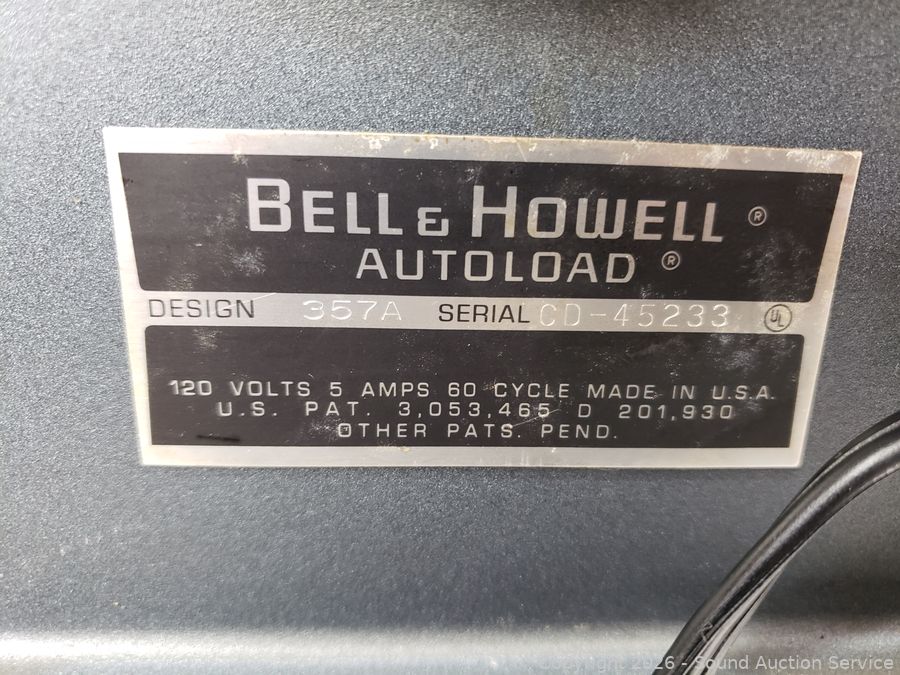 BELL & HOWELL ®
AUTOLOAD ®
DESIGN 357A SERIAL CD-45233 UL
120 VOLTS 5 AMPS 60 CYCLE MADE IN U.S.A.
U.S. PAT. 3,053,465 D 201,930
OTHER PATS. PEND.
Copyright 2026 - Sound Auction Service